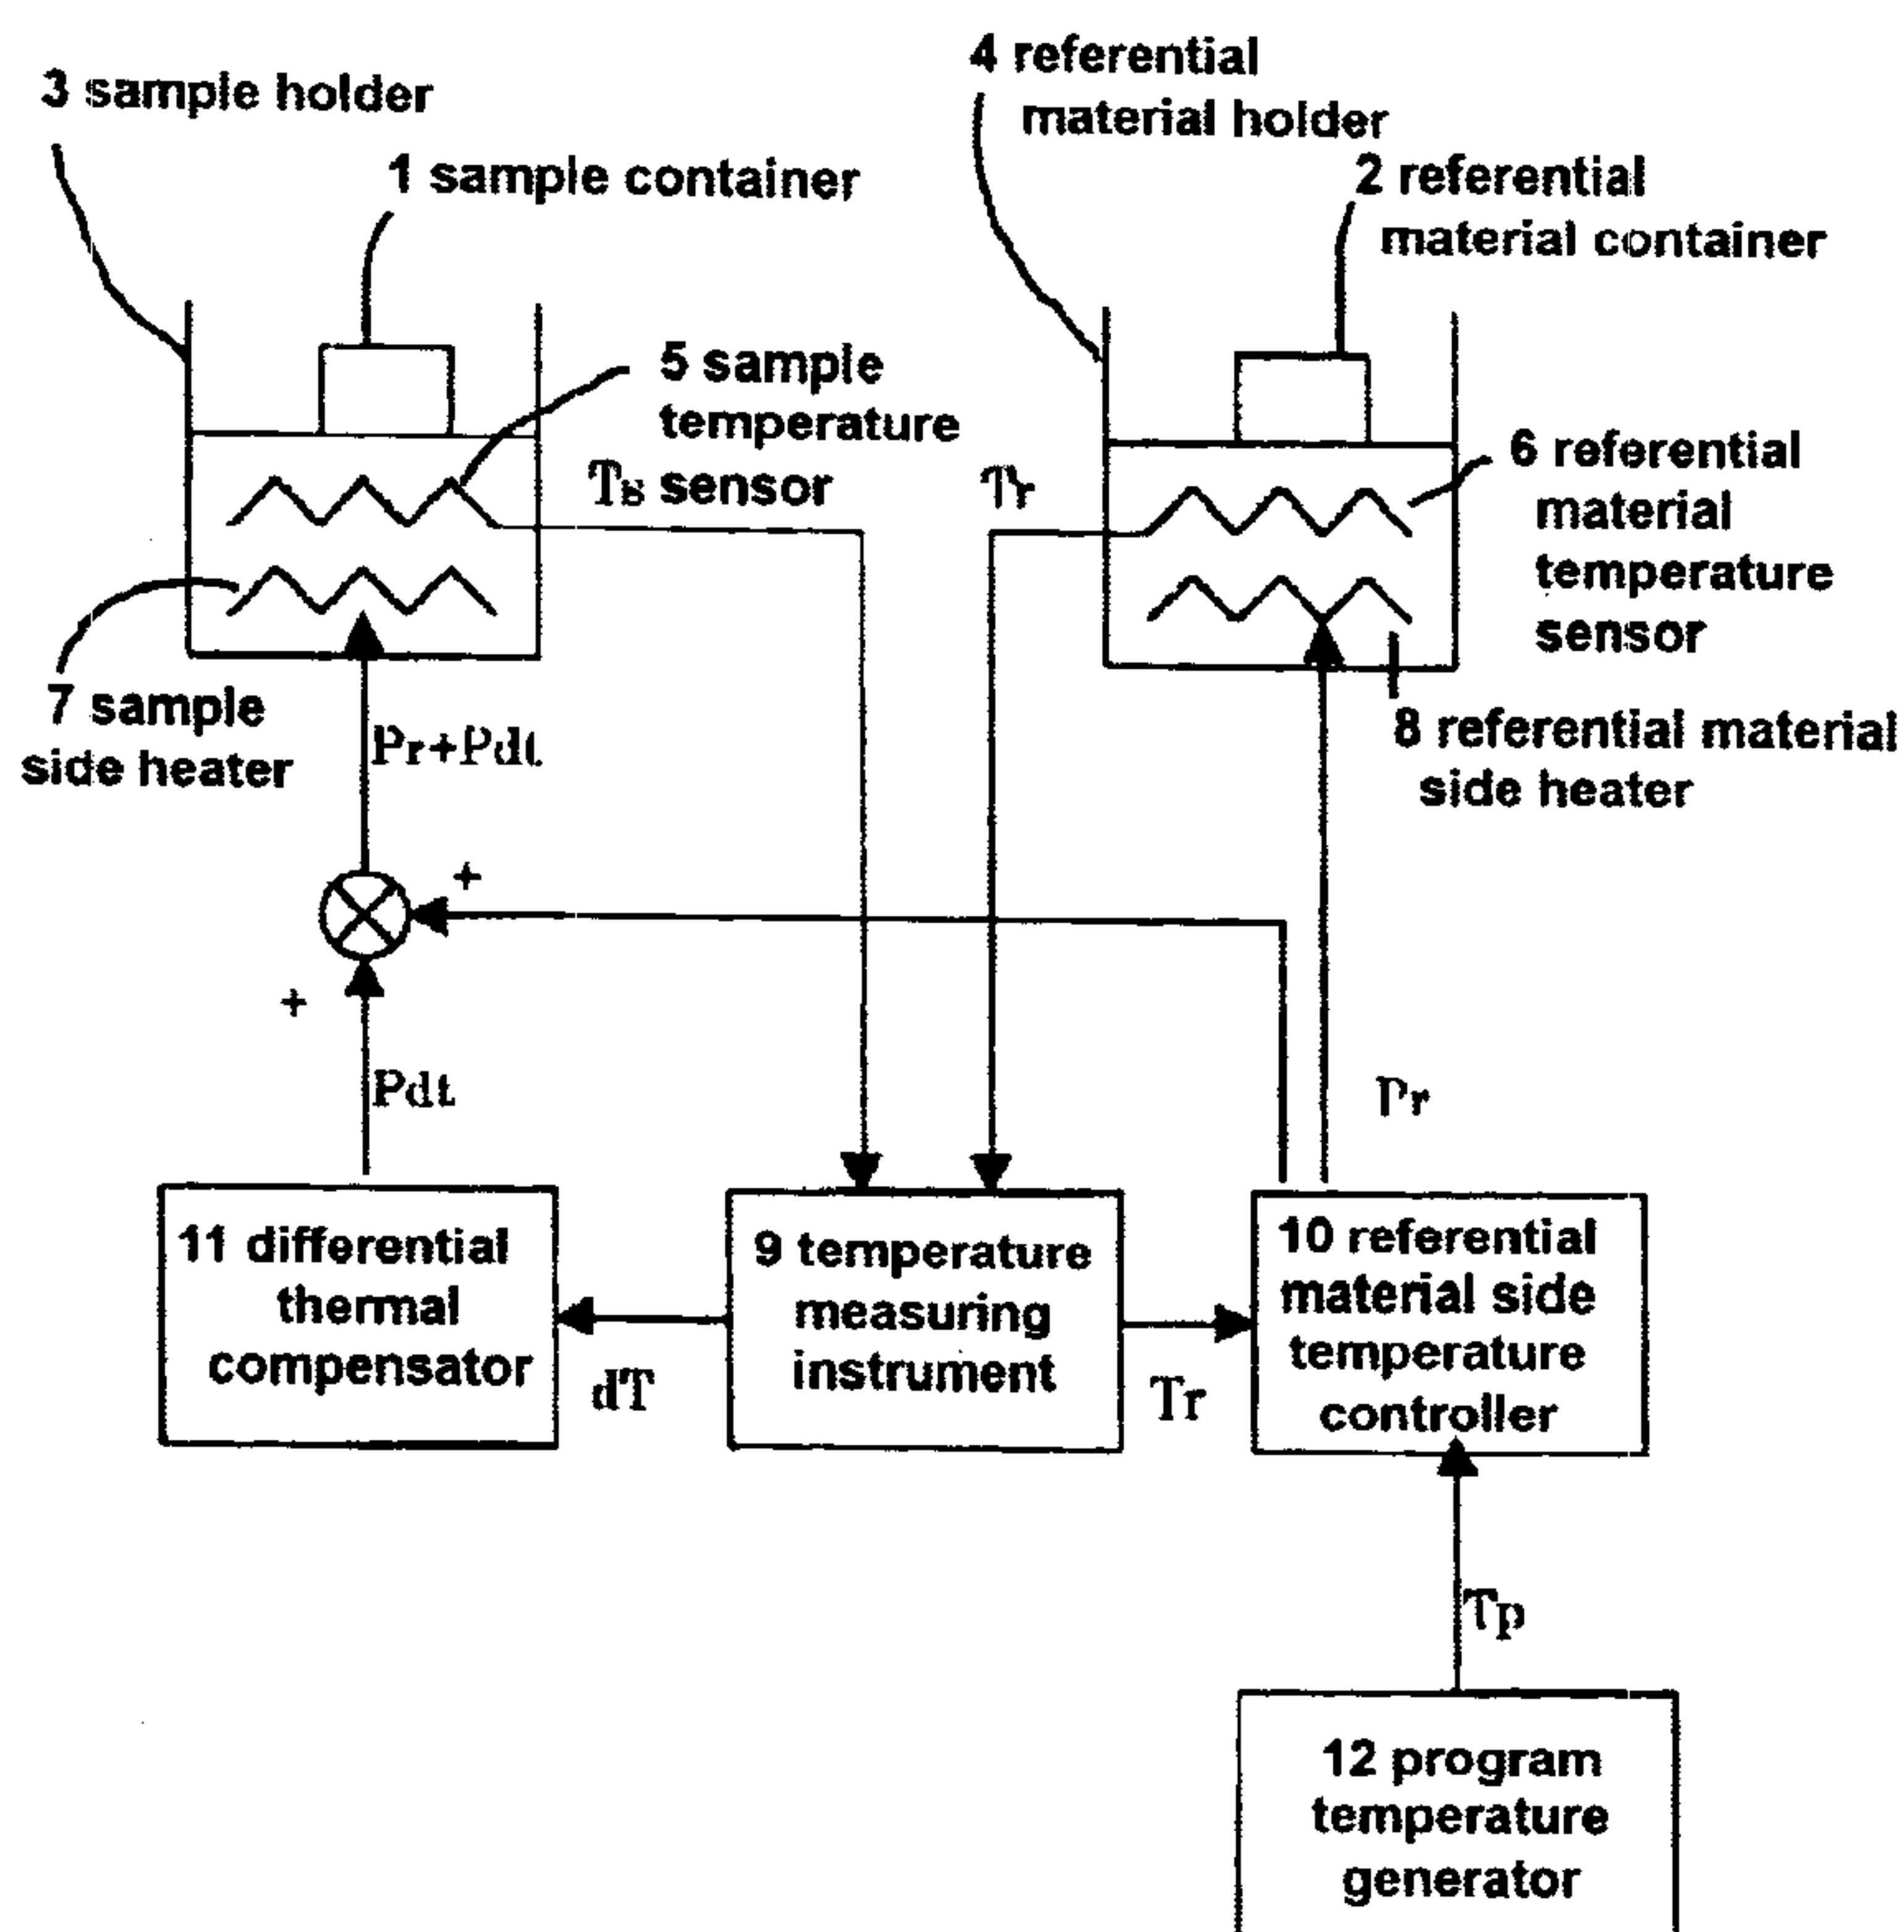 4 referential
material holder
3 sample holder
1 sample container
2 referential
material container
5 sample
temperature
sensor
Ts
Tr
6 referential
material
temperature
sensor
7 sample
side heater
Pr+Pdt
8 referential material
side heater
+
+
Pdt
Pr
11 differential
thermal
compensator
dT
9 temperature
measuring
instrument
Tr
10 referential
material side
temperature
controller
Tp
12 program
temperature
generator